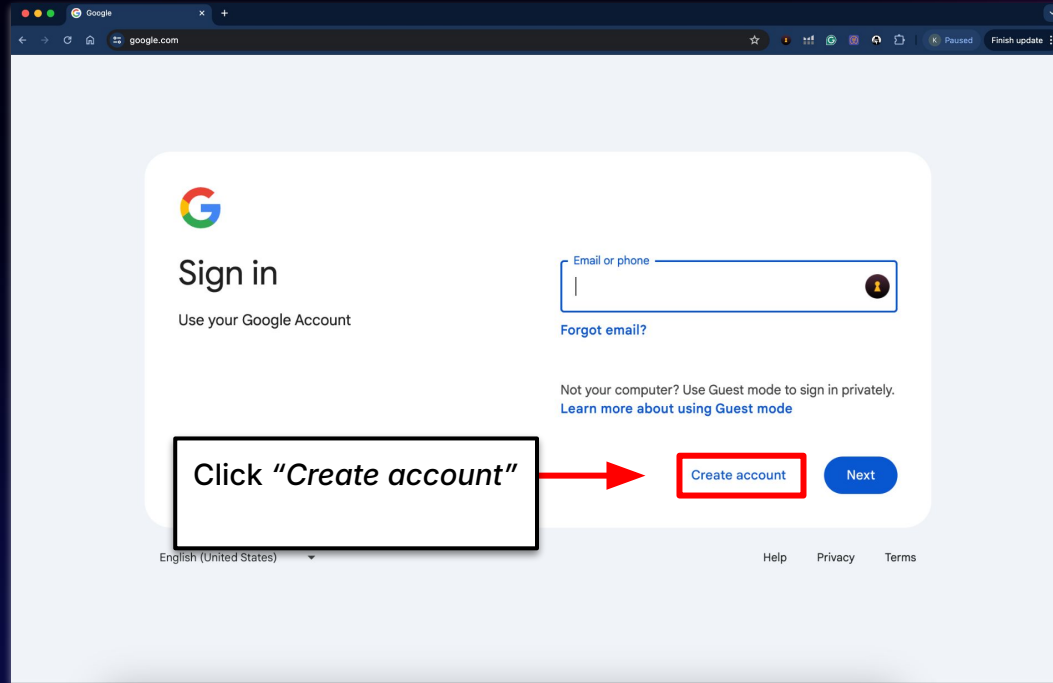 Google
google.com
K Paused
Finish update
Sign in
Use your Google Account
Email or phone
Forgot email?
Not your computer? Use Guest mode to sign in privately.
Learn more about using Guest mode
Click “Create account”
Create account
Next
English (United States)
Help Privacy Terms